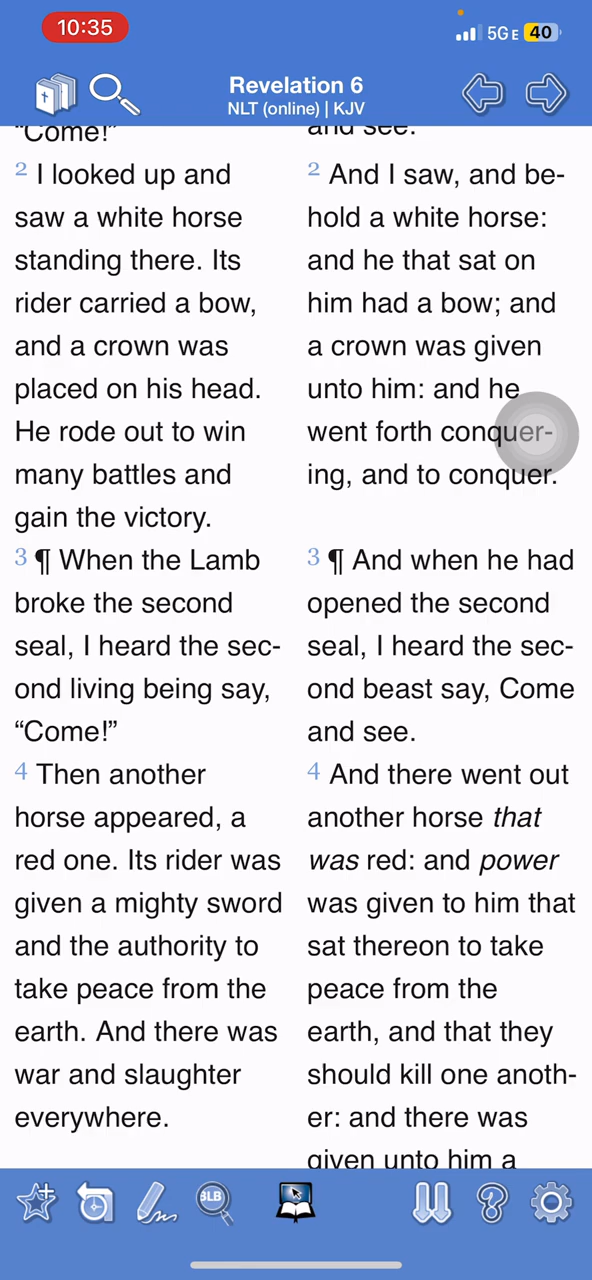 10:35
5GE 40
Revelation 6
NLT (online) | KJV
“Come!”
2 I looked up and
saw a white horse
standing there. Its
rider carried a bow,
and a crown was
placed on his head.
He rode out to win
many battles and
gain the victory.
3 ¶ When the Lamb
broke the second
seal, I heard the sec-
ond living being say,
“Come!”
4 Then another
horse appeared, a
red one. Its rider was
given a mighty sword
and the authority to
take peace from the
earth. And there was
war and slaughter
everywhere.
and see.
2 And I saw, and be-
hold a white horse:
and he that sat on
him had a bow; and
a crown was given
unto him: and he
went forth conquer-
ing, and to conquer.
3 ¶ And when he had
opened the second
seal, I heard the sec-
ond beast say, Come
and see.
4 And there went out
another horse that
was red: and power
was given to him that
sat thereon to take
peace from the
earth, and that they
should kill one anoth-
er: and there was
given unto him a
BLB